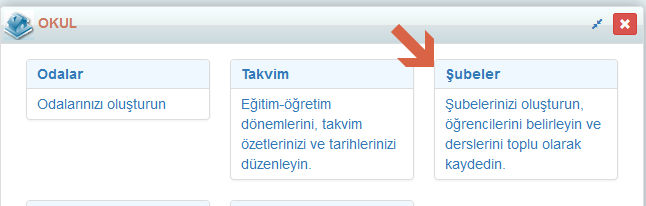 OKUL
Odalar
Odalarınızı oluşturun
Takvim
Eğitim-öğretim
dönemlerini, takvim
özetlerinizi ve tarihlerinizi
düzenleyin.
Şubeler
Şubelerinizi oluşturun,
öğrencilerini belirleyin ve
derslerini toplu olarak
kaydedin.